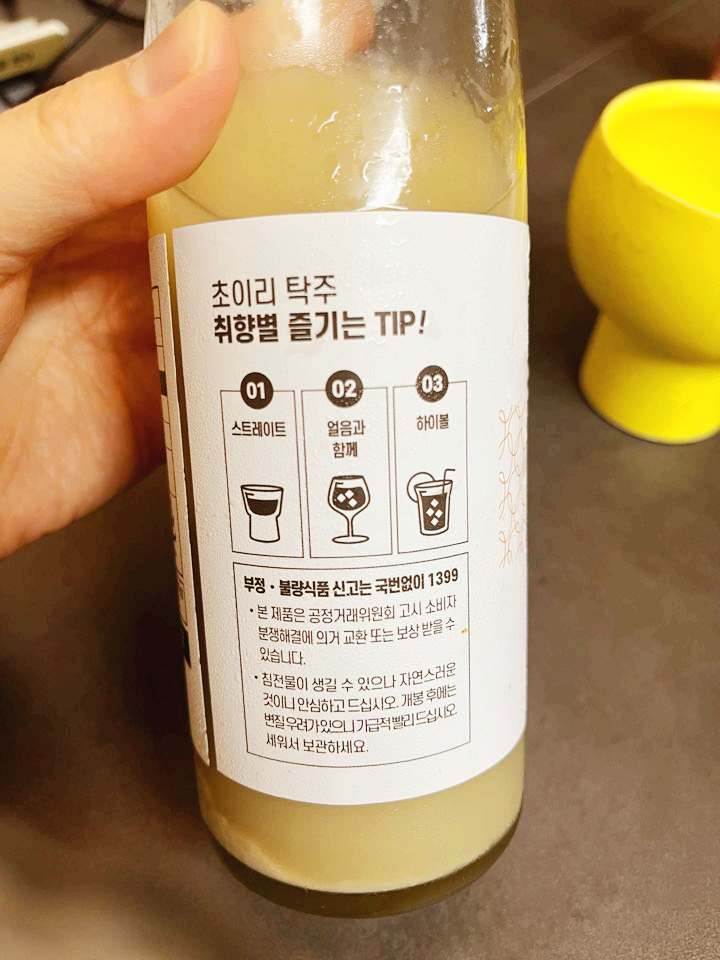 초이리 탁주
취향별 즐기는 TIP!
01
스트레이트
02
얼음과
함께
03
하이볼
부정·불량식품 신고는 국번없이 1399
• 본 제품은 공정거래위원회 고시 소비자
분쟁해결에 의거 교환 또는 보상 받을 수
있습니다.
• 침전물이 생길 수 있으나 자연스러운
것이니 안심하고 드십시오. 개봉 후에는
변질 우려가 있으니 가급적 빨리 드십시오.
세워서 보관하세요.